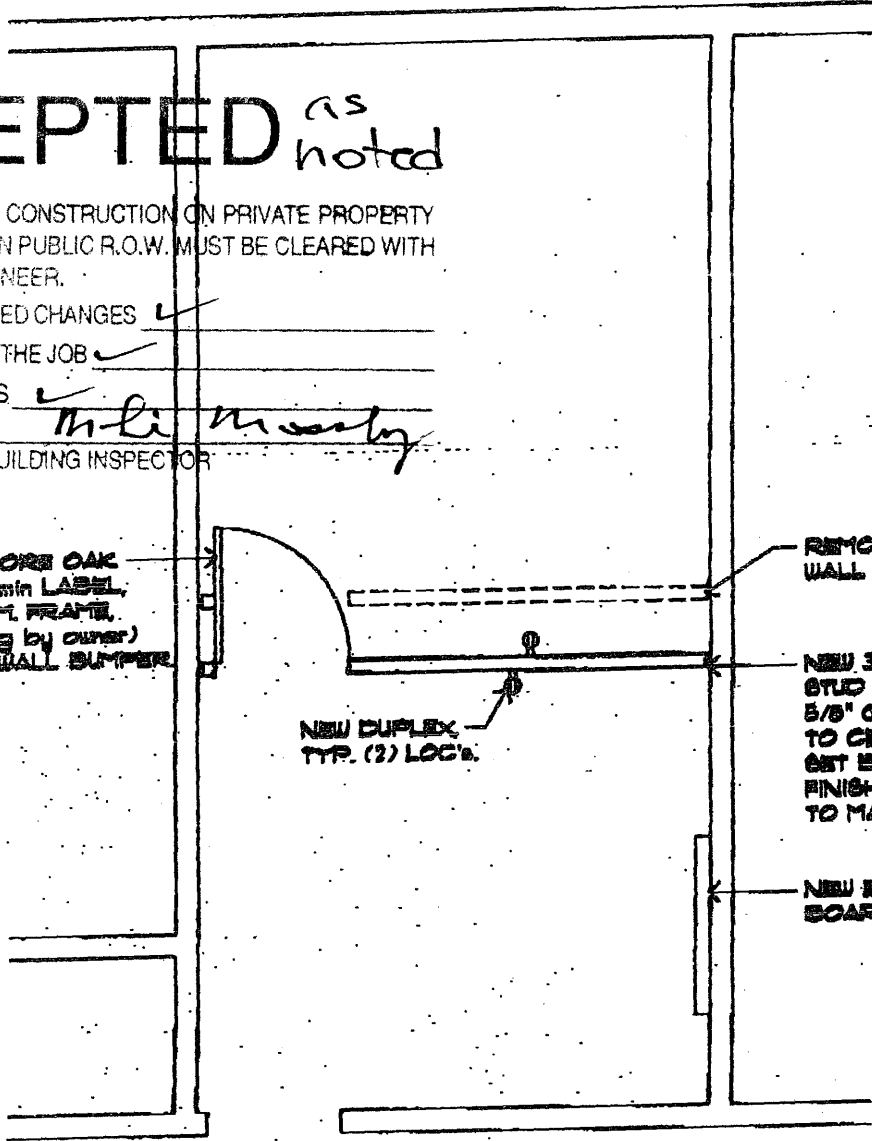 EPTED as noted
CONSTRUCTION ON PRIVATE PROPERTY
N PUBLIC R.O.W. MUST BE CLEARED WITH
NEER.
ED CHANGES
THE JOB
S
UILDING INSPECTOR
ORE OAK
min LABEL,
M. FRAME,
g by owner)
WALL BUMPER
NEW DUPLEX,
TYP. (2) LOC's.
REMO
WALL
NEW 3
STUD
5/8" G
TO CE
SET
FINISH
TO MA
NEW
BOAR